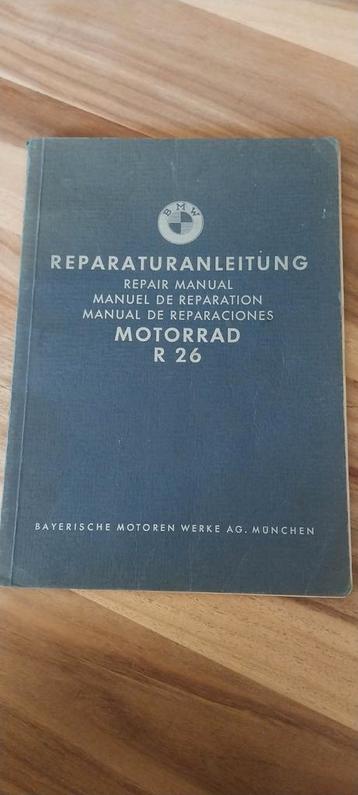 BMW
REPARATURANLEITUNG
REPAIR MANUAL
MANUEL DE REPARATION
MANUAL DE REPARACIONES
MOTORRAD
R 26
BAYERISCHE MOTOREN WERKE AG. MÜNCHEN